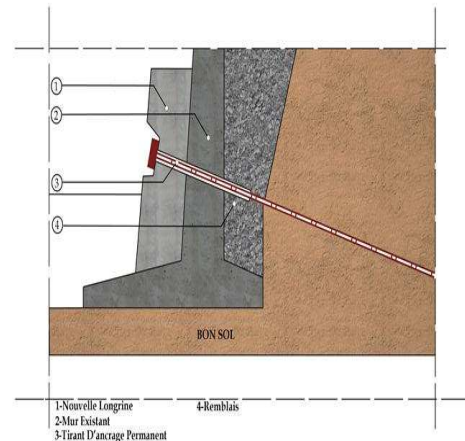 1
2
3
4
BON SOL
1-Nouvelle Longrine 4-Remblais
2-Mur Existant
3-Tirant D'ancrage Permanent